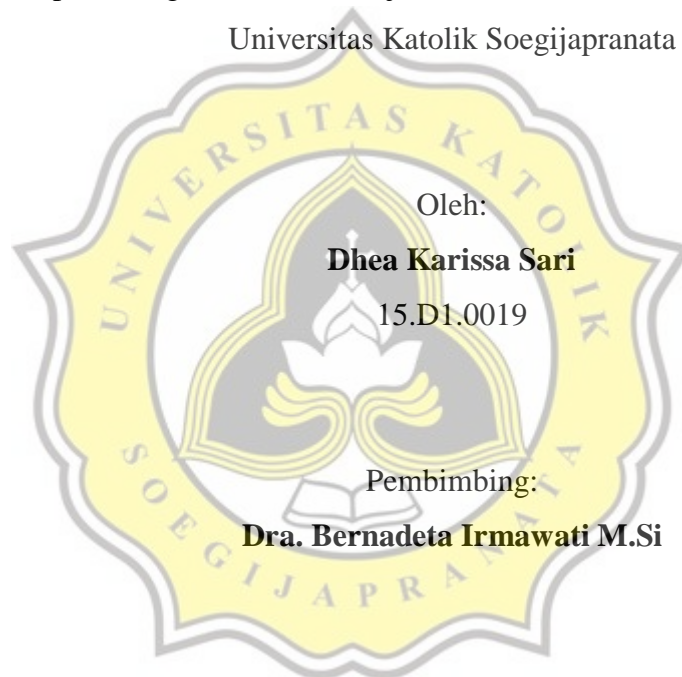 Universitas Katolik Soegijapranata
Oleh:
Dhea Karissa Sari
15.D1.0019
Pembimbing:
Dra. Bernadeta Irmawati M.Si
UNIVERSITAS KATOLIK
SOEGIJAPRANATA